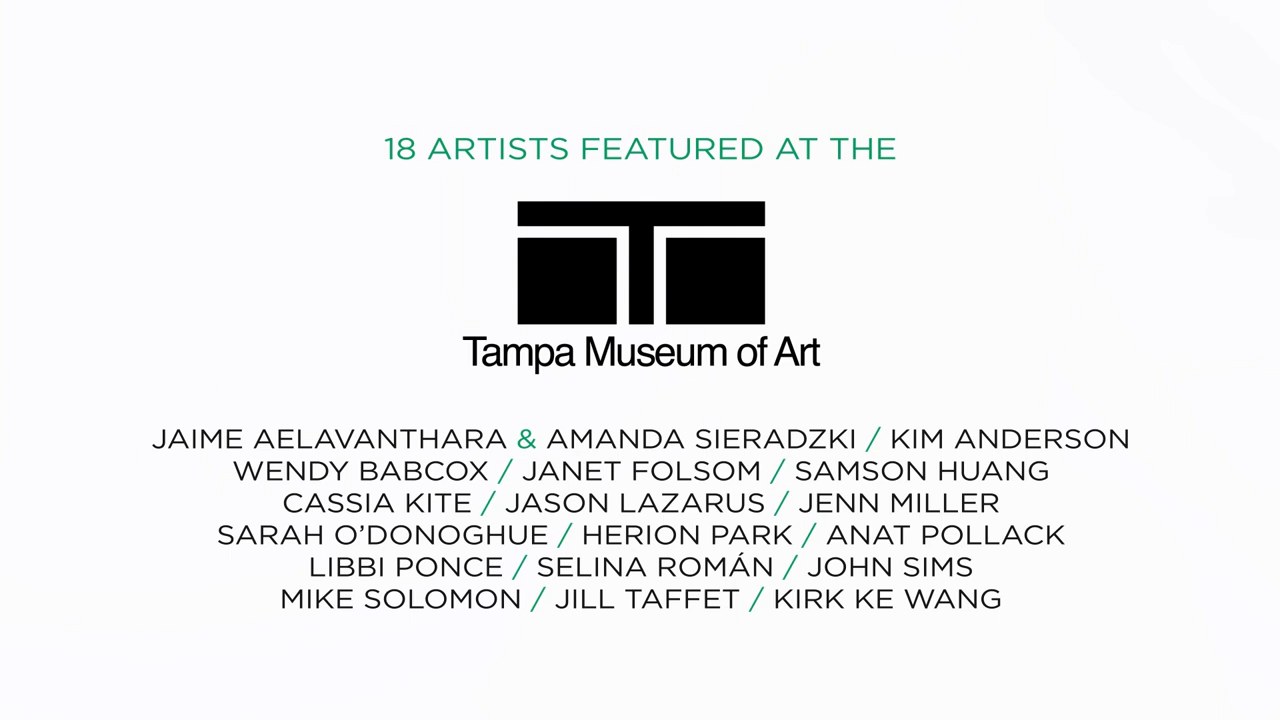 18 ARTISTS FEATURED AT THE
Tampa Museum of Art
JAIME AELAVANTHARA & AMANDA SIERADZKI / KIM ANDERSON
WENDY BABCOX / JANET FOLSOM / SAMSON HUANG
CASSIA KITE / JASON LAZARUS / JENN MILLER
SARAH O’DONOGHUE / HERION PARK / ANAT POLLACK
LIBBI PONCE / SELINA ROMÁN / JOHN SIMS
MIKE SOLOMON / JILL TAFFET / KIRK KE WANG